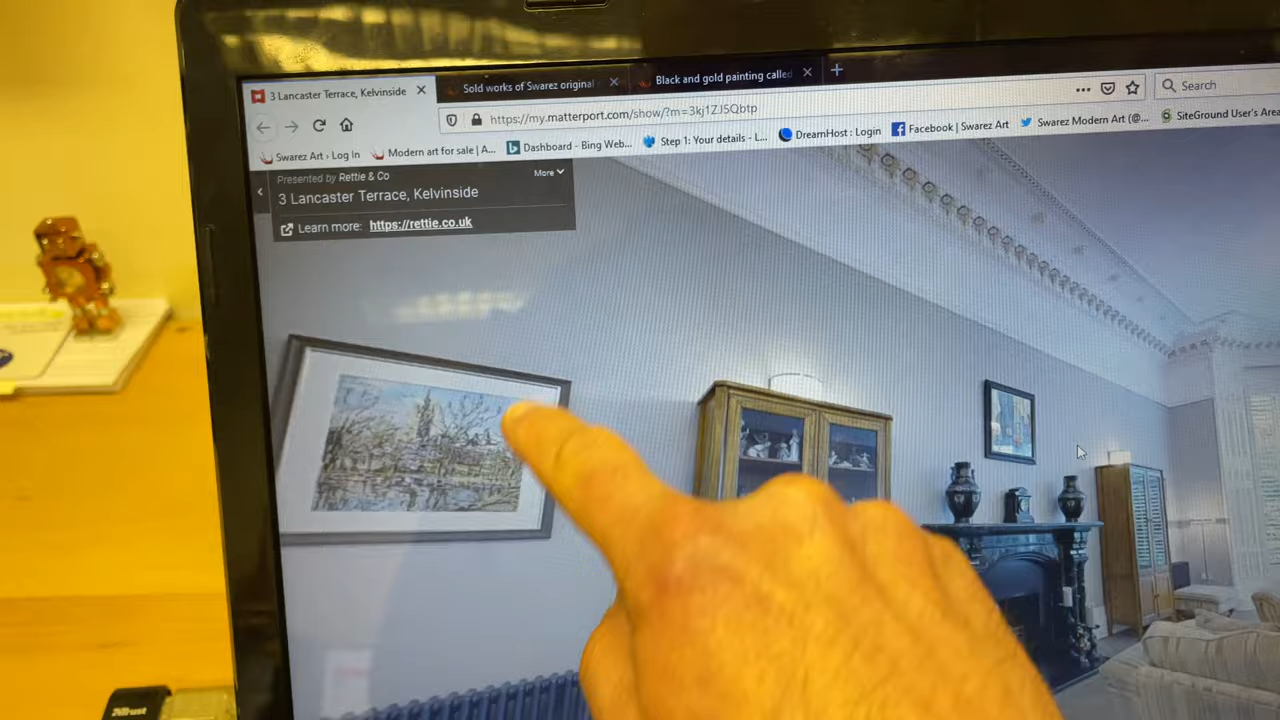 3 Lancaster Terrace, Kelvinside
Sold works of Swarez original
Black and gold painting called
https://my.matterport.com/show/?m=3kj1ZJ5Qbtp
Search
Swarez Art › Log In
Modern art for sale | A...
Dashboard - Bing Web...
Step 1: Your details - L...
DreamHost : Login
Facebook | Swarez Art
Swarez Modern Art (@...
SiteGround User's Area
Presented by Rettie & Co
More
3 Lancaster Terrace, Kelvinside
Learn more: https://rettie.co.uk
Trust